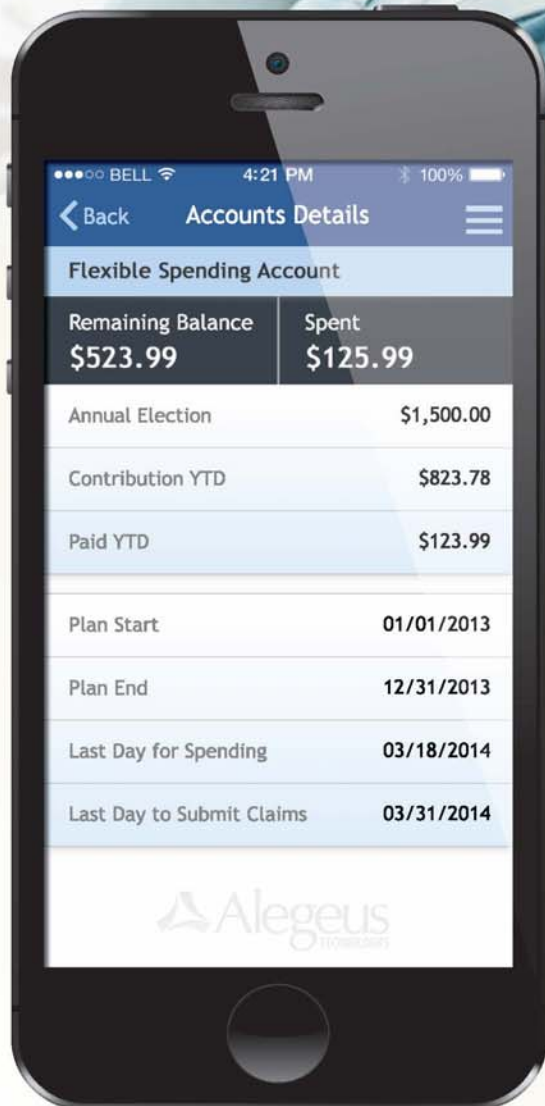 BELL 4:21 PM 100%
Back Accounts Details
Flexible Spending Account
Remaining Balance Spent
$523.99 $125.99
Annual Election $1,500.00
Contribution YTD $823.78
Paid YTD $123.99
Plan Start 01/01/2013
Plan End 12/31/2013
Last Day for Spending 03/18/2014
Last Day to Submit Claims 03/31/2014
Alegeus